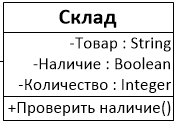 Склад
-Товар : String
-Наличие : Boolean
-Количество : Integer
+Проверить наличие()